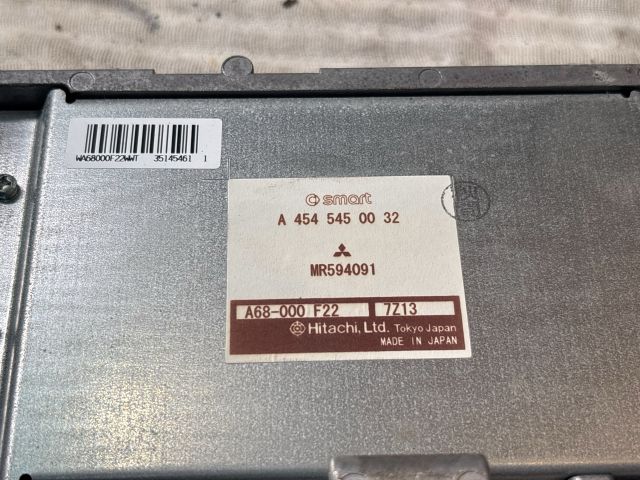 WA68000F22WWT 35145461 1
smart
A 454 545 00 32
MR594091
A68-000 F22 7Z13
Hitachi, Ltd. Tokyo Japan
MADE IN JAPAN